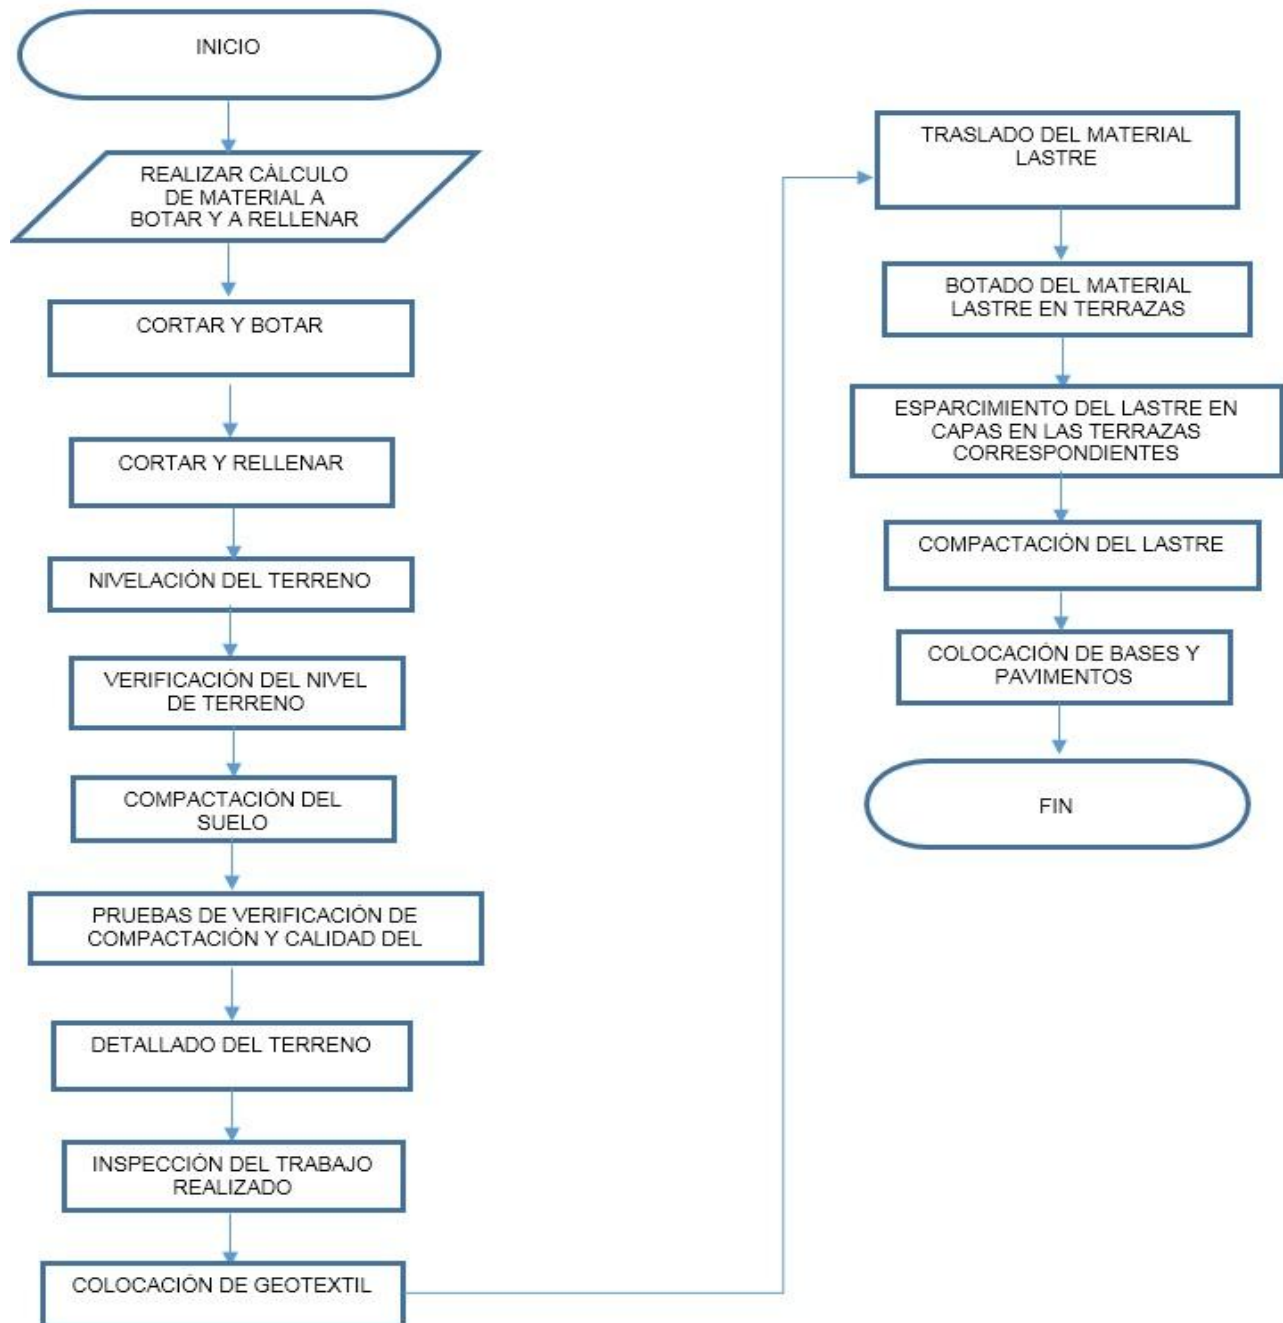 INICIO
REALIZAR CÁLCULO
DE MATERIAL A
BOTAR Y A RELLENAR
CORTAR Y BOTAR
CORTAR Y RELLENAR
NIVELACIÓN DEL TERRENO
VERIFICACIÓN DEL NIVEL
DE TERRENO
COMPACTACIÓN DEL
SUELO
PRUEBAS DE VERIFICACIÓN DE
COMPACTACIÓN Y CALIDAD DEL
DETALLADO DEL TERRENO
INSPECCIÓN DEL TRABAJO
REALIZADO
COLOCACIÓN DE GEOTEXTIL
TRASLADO DEL MATERIAL
LASTRE
BOTADO DEL MATERIAL
LASTRE EN TERRAZAS
ESPARCIMIENTO DEL LASTRE EN
CAPAS EN LAS TERRAZAS
CORRESPONDIENTES
COMPACTACIÓN DEL LASTRE
COLOCACIÓN DE BASES Y
PAVIMENTOS
FIN